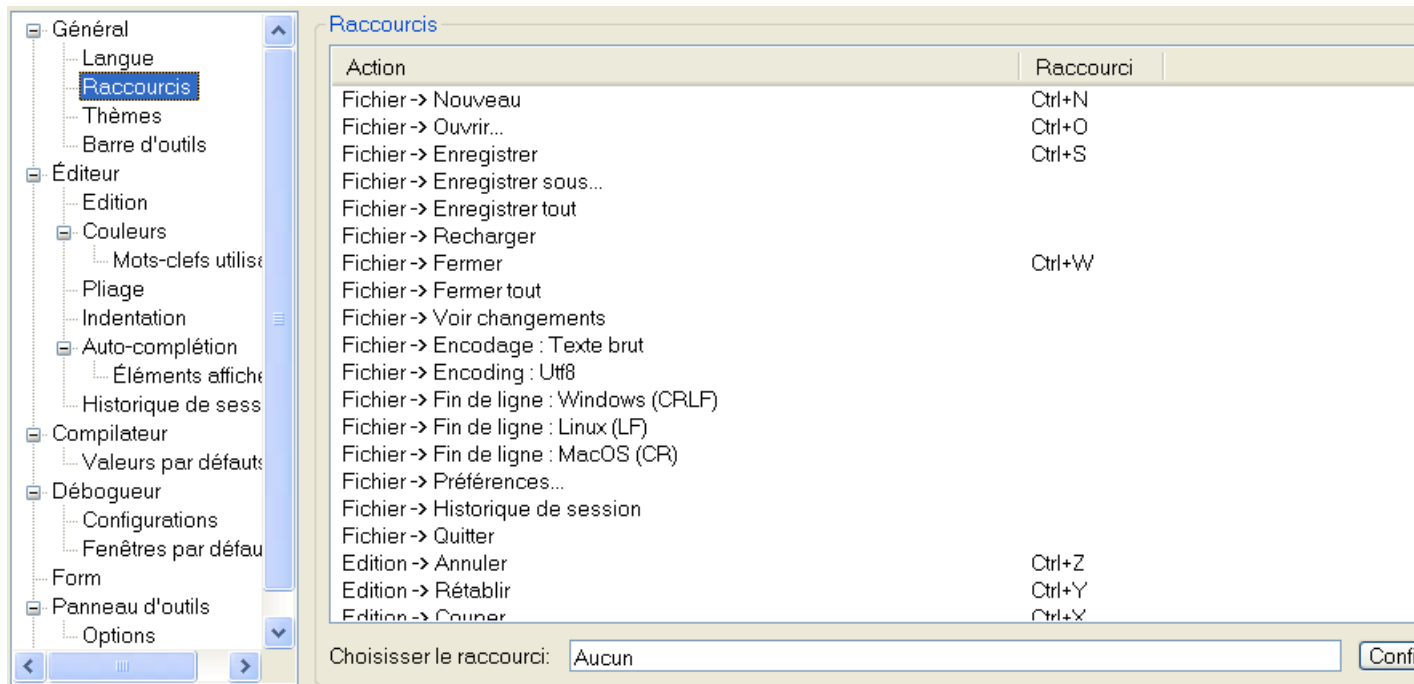 Général
Langue
Raccourcis
Thèmes
Barre d'outils
Éditeur
Edition
Couleurs
Mots-clefs
Pliage
Indentation
Auto-complétion
Éléments
Historique de
Compilateur
Valeurs par
Débogueur
Configurations
Fenêtres par
Form
Panneau d'outils
Options
Raccourcis
Action Raccourci
Fichier -> Nouveau Ctrl+N
Fichier -> Ouvrir... Ctrl+O
Fichier -> Enregistrer Ctrl+S
Fichier -> Enregistrer sous...
Fichier -> Enregistrer tout
Fichier -> Recharger
Fichier -> Fermer Ctrl+W
Fichier -> Fermer tout
Fichier -> Voir changements
Fichier -> Encodage : Texte brut
Fichier -> Encoding : Utf8
Fichier -> Fin de ligne : Windows (CRLF)
Fichier -> Fin de ligne : Linux (LF)
Fichier -> Fin de ligne : MacOS (CR)
Fichier -> Préférences...
Fichier -> Historique de session
Fichier -> Quitter
Edition -> Annuler Ctrl+Z
Edition -> Rétablir Ctrl+Y
Edition -> Couper Ctrl+X
Choisisser le raccourci: Aucun